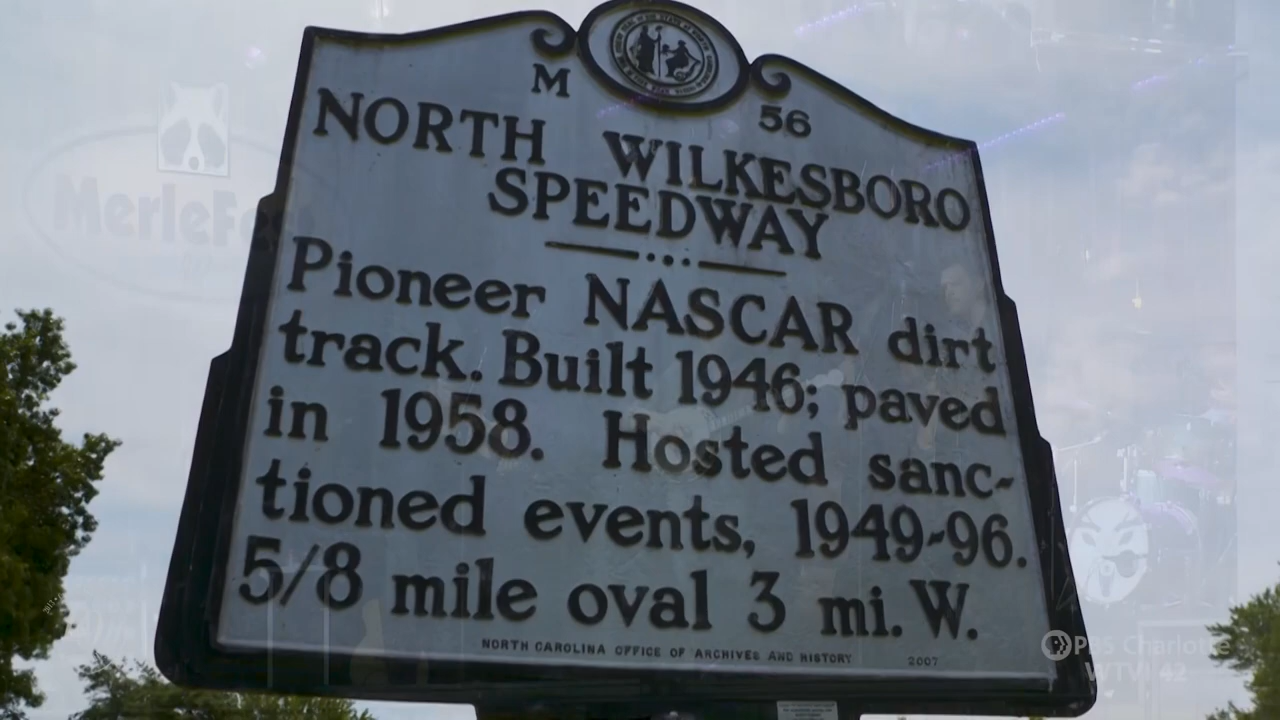 M 56
NORTH WILKESBORO
SPEEDWAY
Pioneer NASCAR dirt
track. Built 1946; paved
in 1958. Hosted sanc-
tioned events, 1949-96.
5/8 mile oval 3 mi. W.
NORTH CAROLINA OFFICE OF ARCHIVES AND HISTORY 2007
MerleFe
PBS Charlotte
WTVI 42